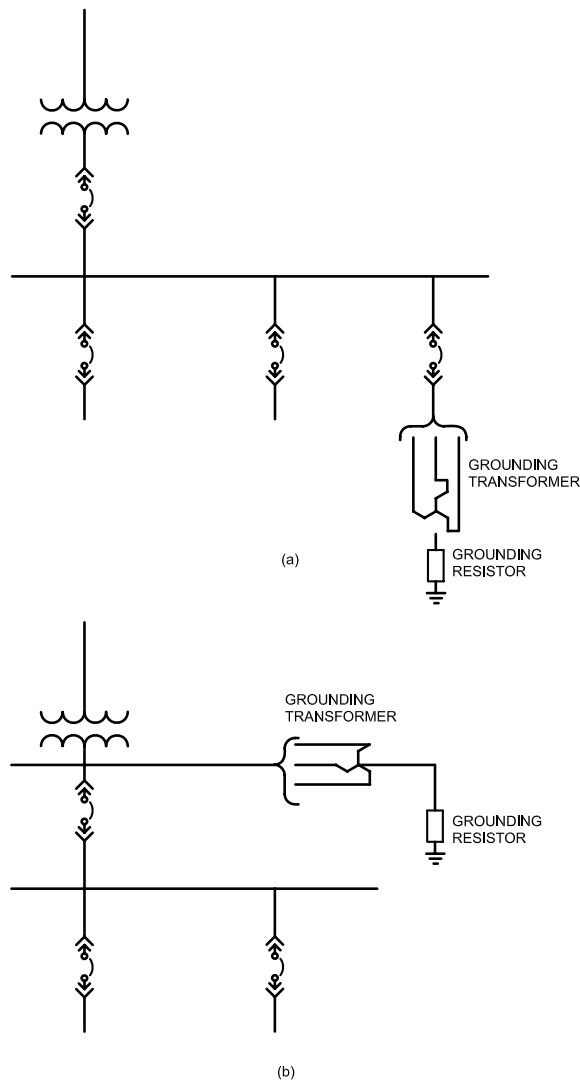 GROUNDING
TRANSFORMER
GROUNDING
RESISTOR
(a)
GROUNDING
TRANSFORMER
GROUNDING
RESISTOR
(b)